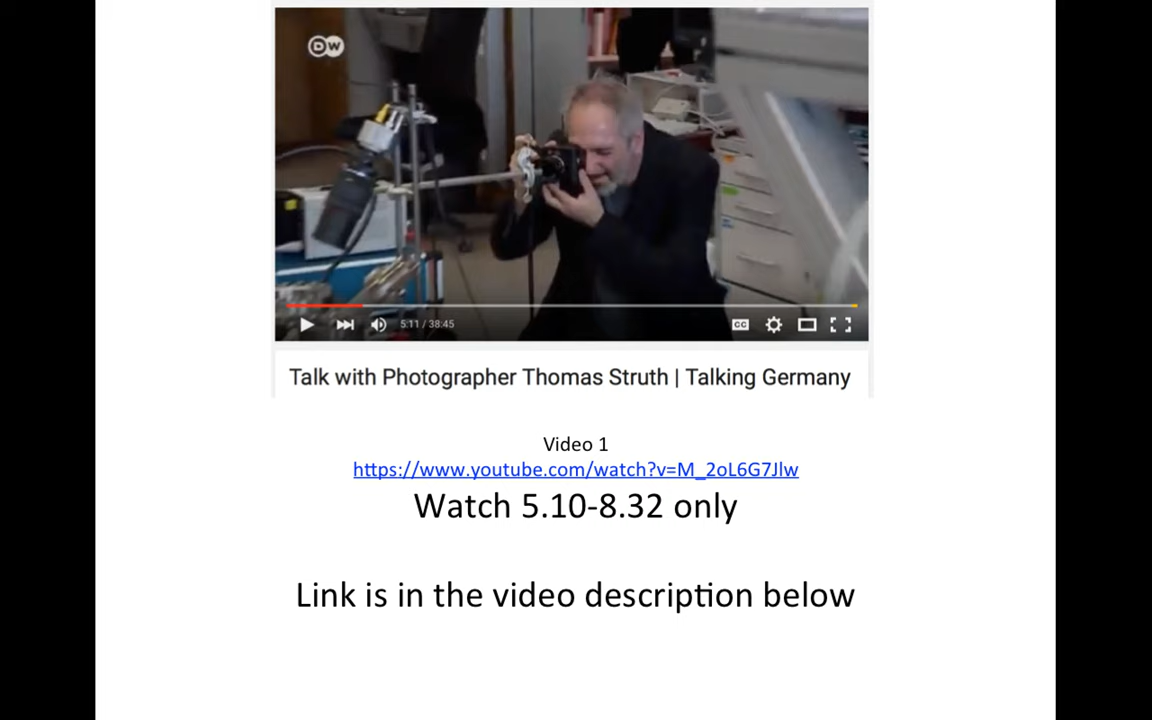 DW
5:11 / 38:45
CC
Talk with Photographer Thomas Struth | Talking Germany
Video 1
https://www.youtube.com/watch?v=M_2oL6G7Jlw
Watch 5.10-8.32 only
Link is in the video description below